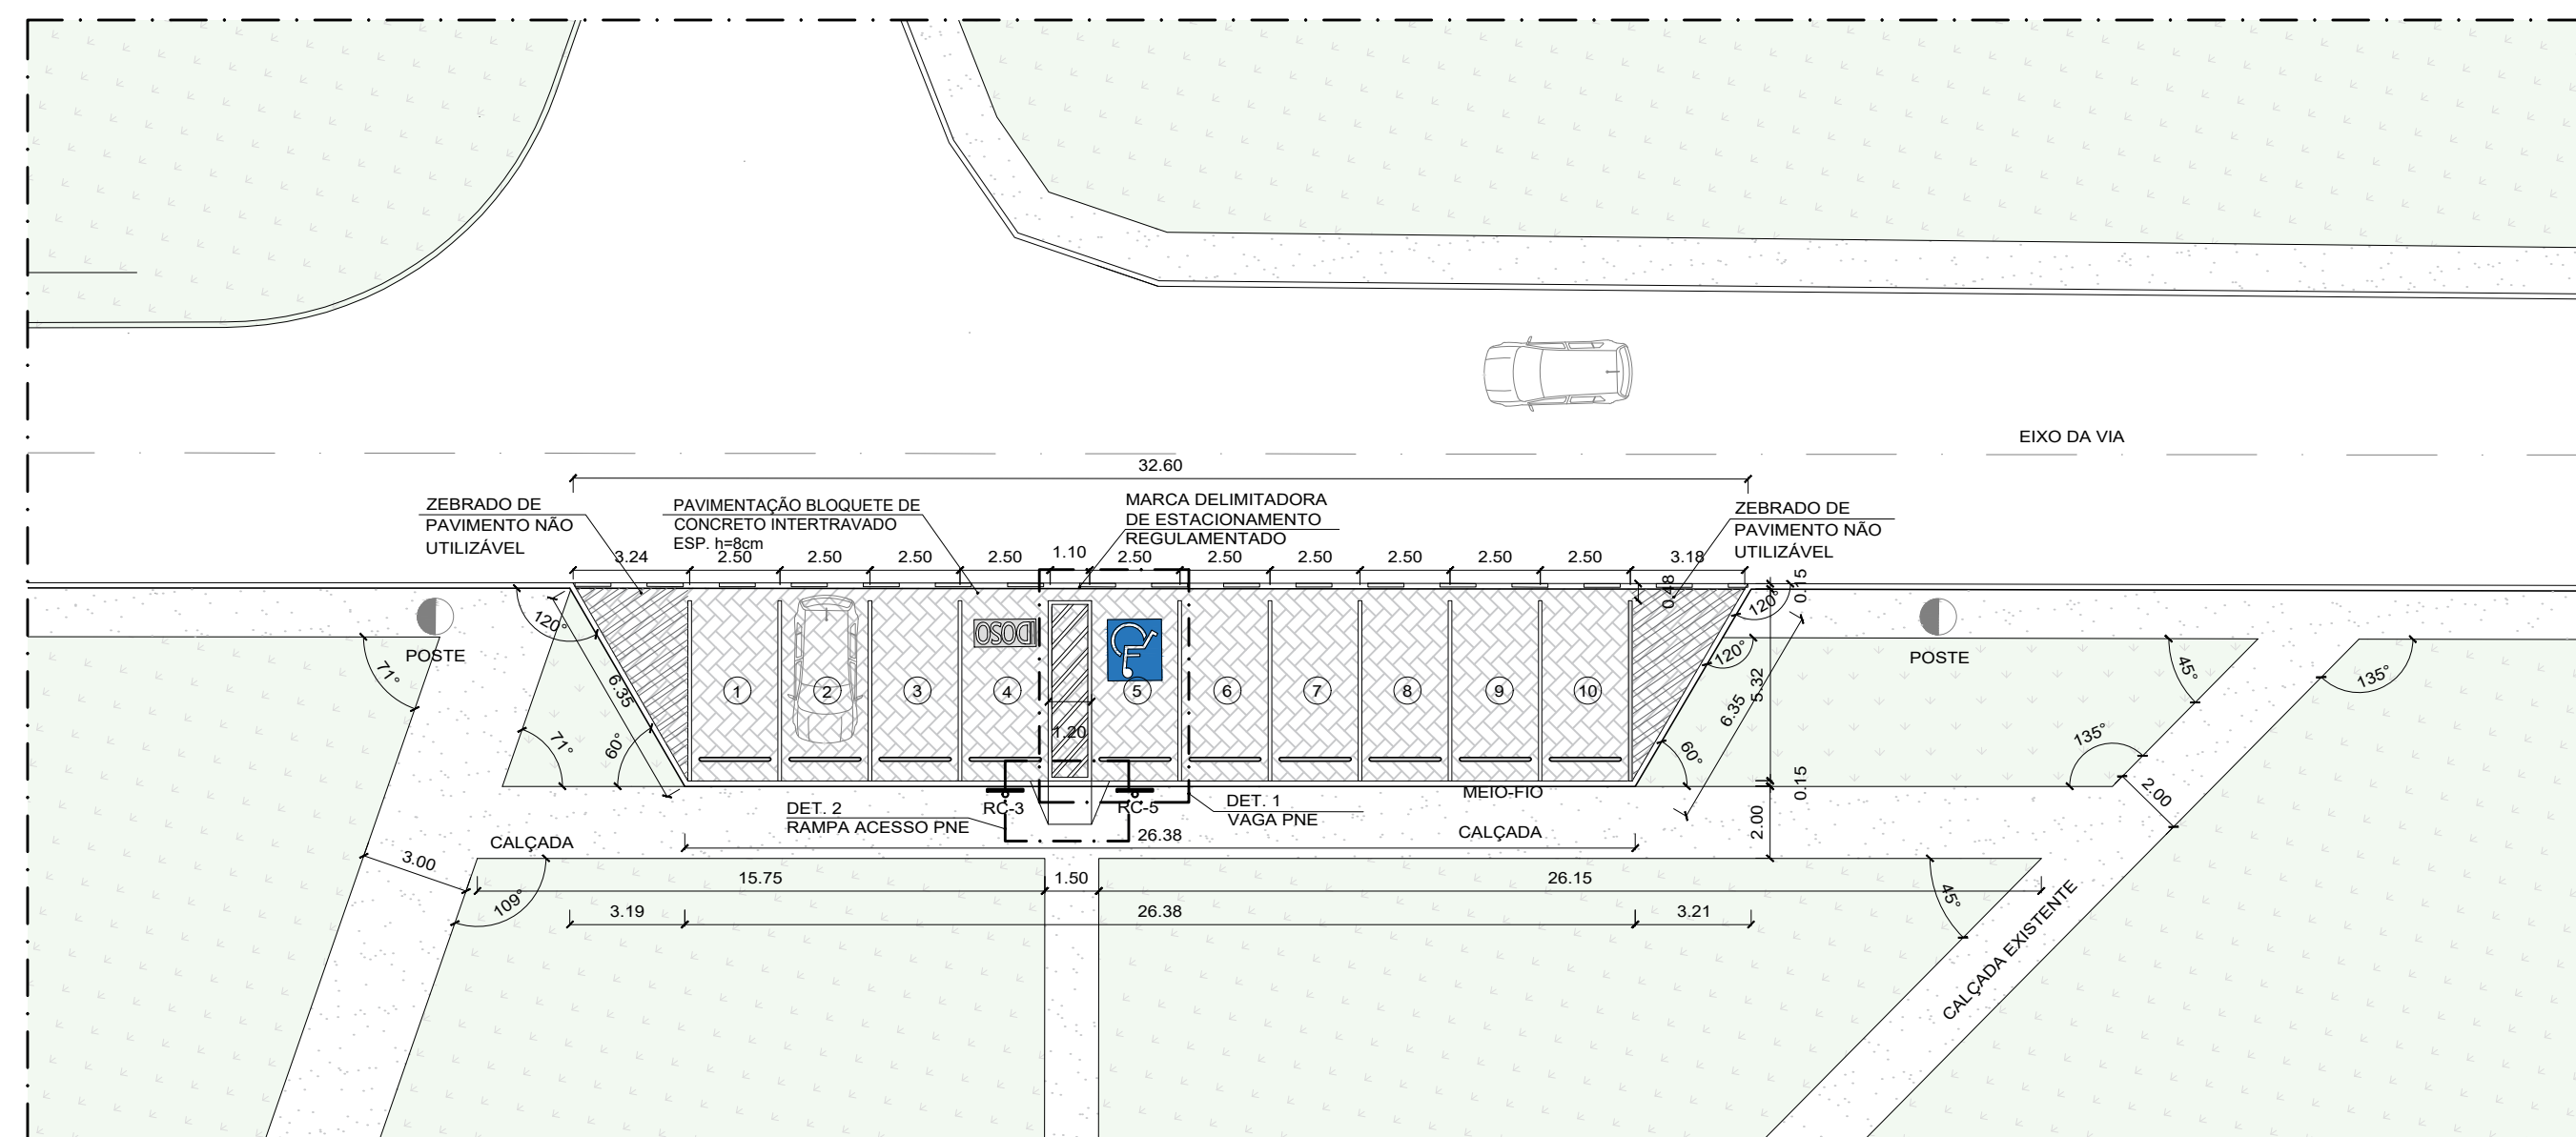 EIXO DA VIA
32.60
ZEBRADO DE
PAVIMENTO NÃO
UTILIZÁVEL
PAVIMENTAÇÃO BLOQUETE DE
CONCRETO INTERTRAVADO
ESP. h=8cm
MARCA DELIMITADORA
DE ESTACIONAMENTO
REGULAMENTADO
ZEBRADO DE
PAVIMENTO NÃO
UTILIZÁVEL
3.24
2.50
2.50
2.50
2.50
1.10
2.50
2.50
2.50
2.50
2.50
2.50
3.18
0.48
0.15
120°
120°
120°
IDOSO
POSTE
POSTE
71°
71°
6.35
60°
1
2
3
4
5
6
7
8
9
10
1.20
5.32
6.35
60°
45°
135°
135°
2.00
0.15
2.00
MEIO-FIO
RC-3
RC-5
DET. 1
VAGA PNE
DET. 2
RAMPA ACESSO PNE
26.38
CALÇADA
CALÇADA
3.00
109°
15.75
1.50
26.15
45°
3.19
26.38
3.21
CALÇADA EXISTENTE